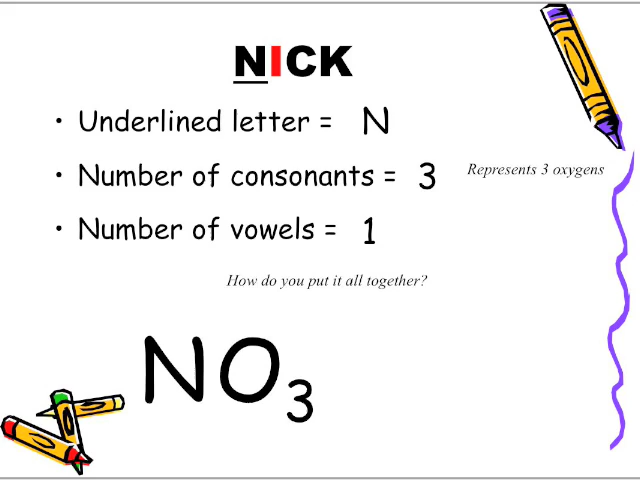 NICK
• Underlined letter = N
• Number of consonants = 3
Represents 3 oxygens
• Number of vowels = 1
How do you put it all together?
NO₃